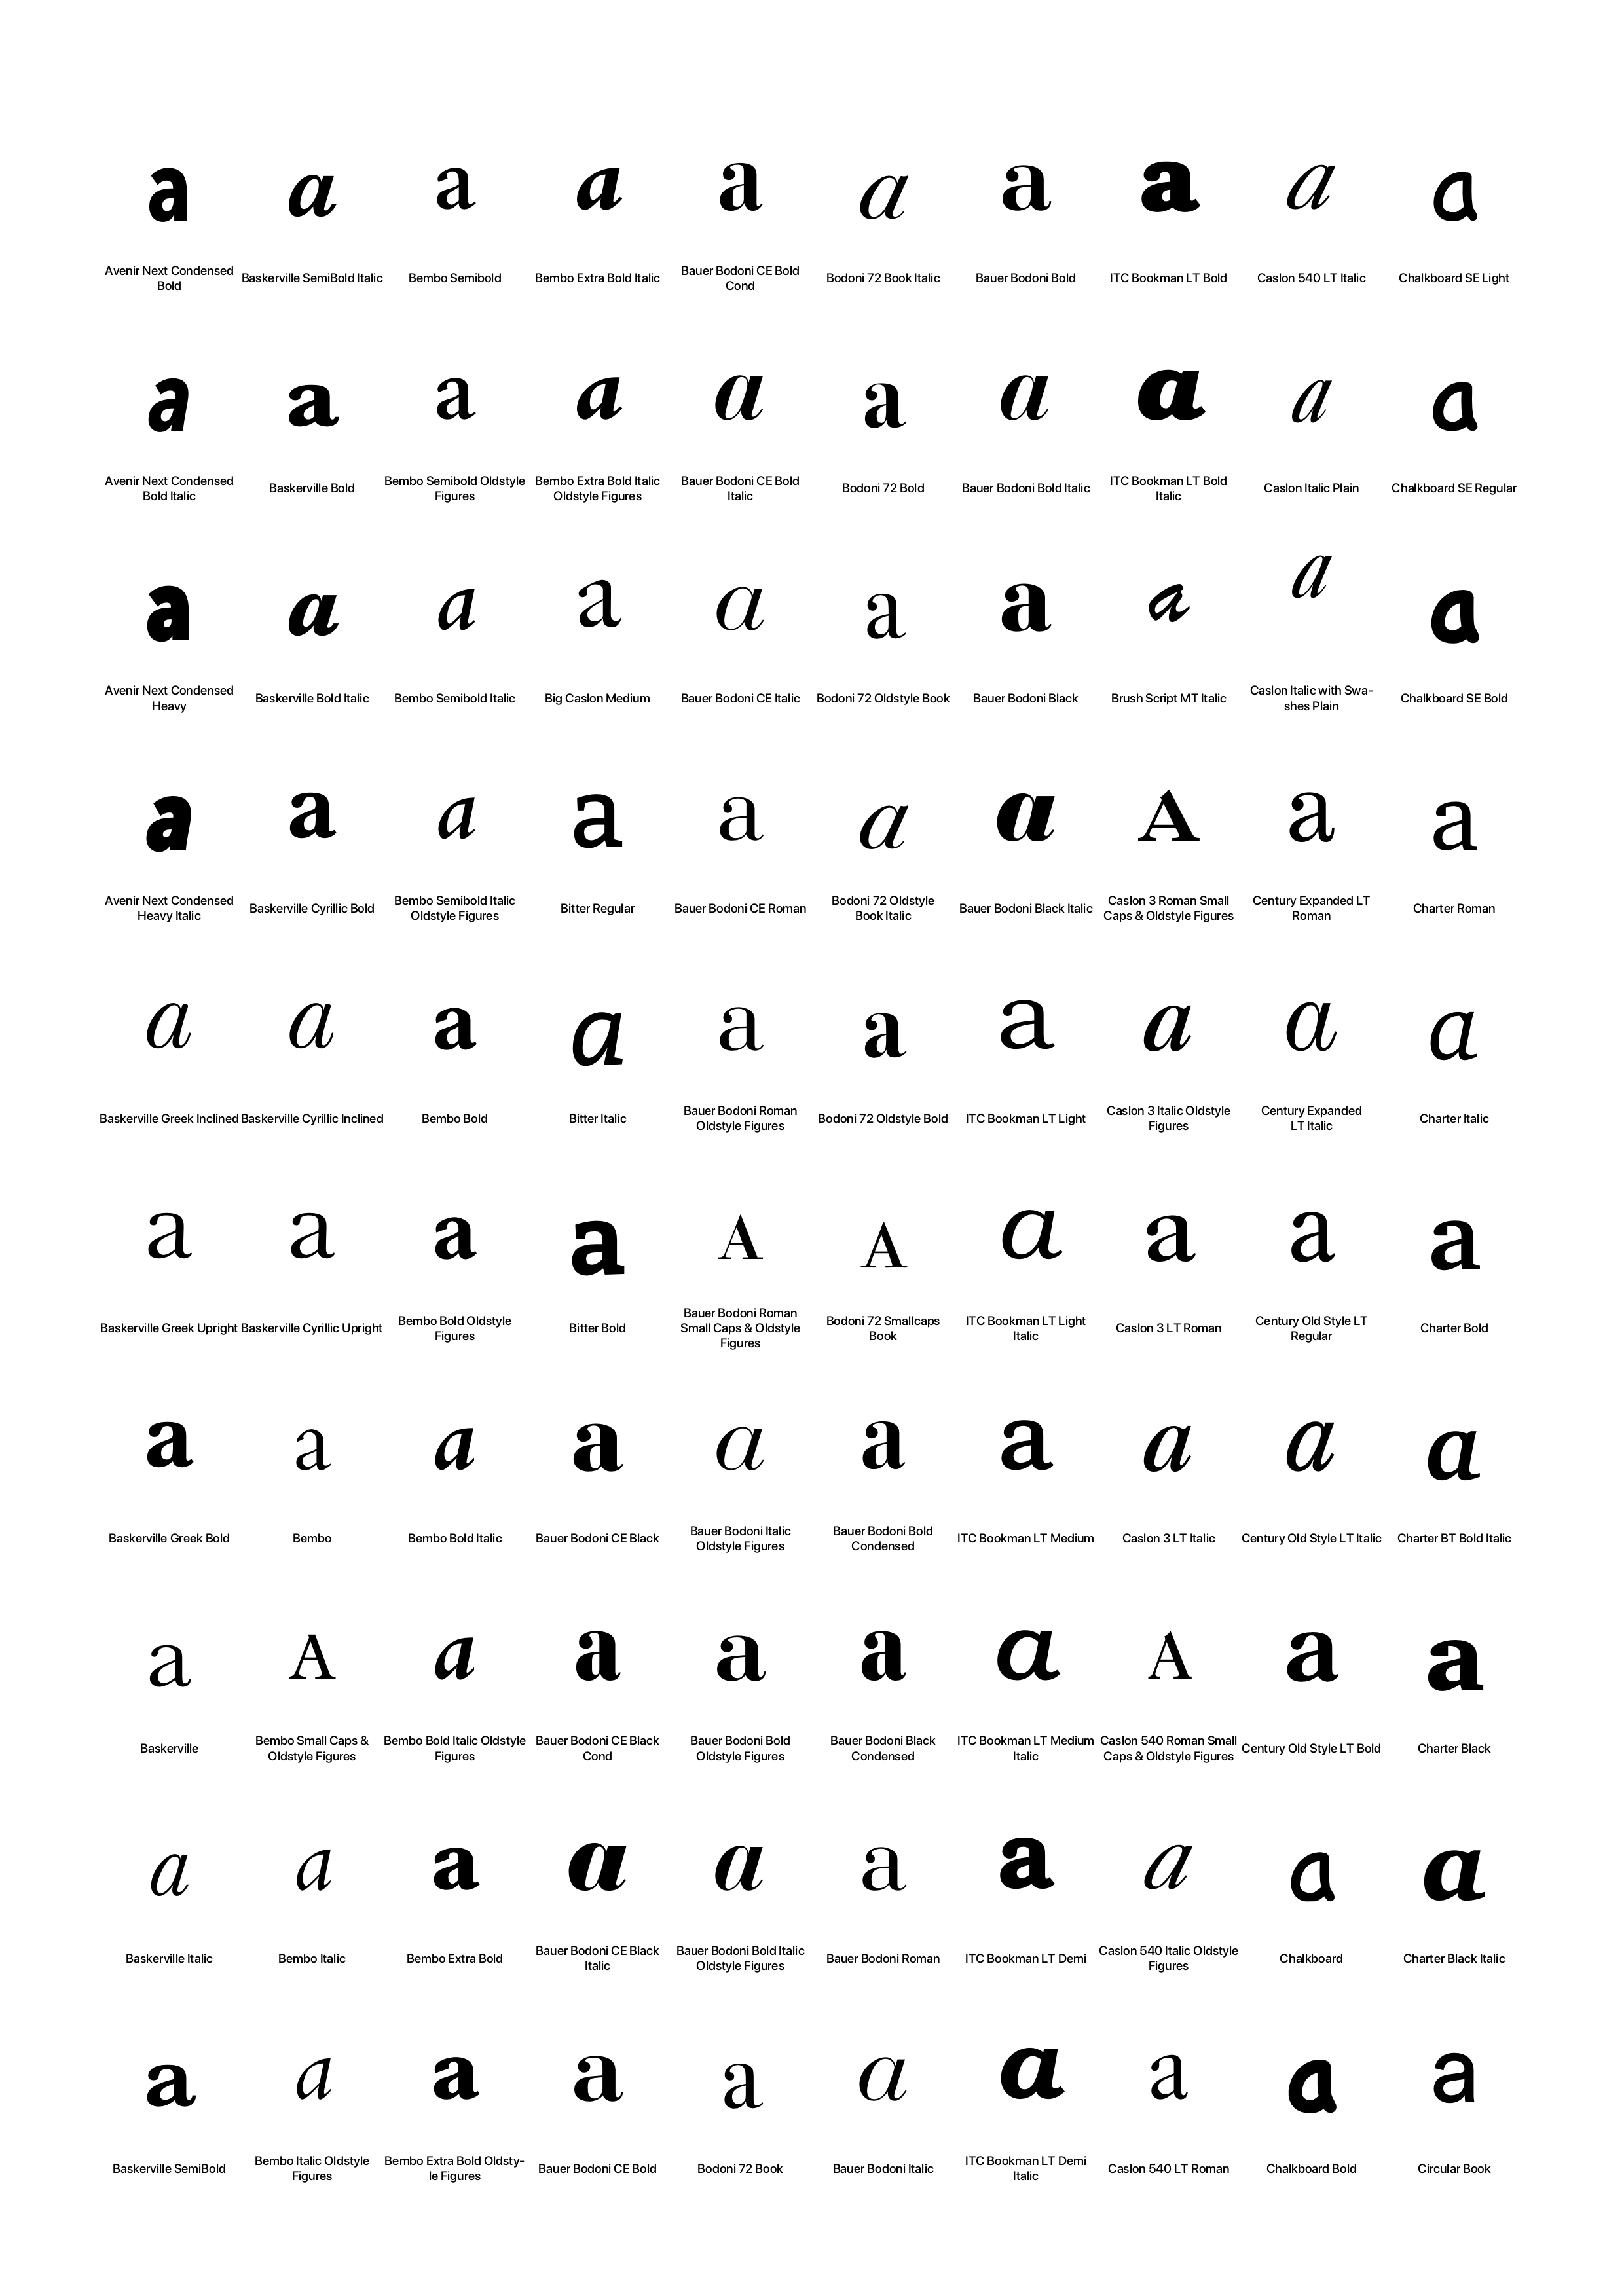 a a a a a a a a a a
Avenir Next Condensed Bold Baskerville SemiBold Italic Bembo Semibold Bembo Extra Bold Italic Bauer Bodoni CE Bold Cond Bodoni 72 Book Italic Bauer Bodoni Bold ITC Bookman LT Bold Caslon 540 LT Italic Chalkboard SE Light
a a a a a a a a a a
Avenir Next Condensed Bold Italic Baskerville Bold Bembo Semibold Oldstyle Figures Bembo Extra Bold Italic Oldstyle Figures Bauer Bodoni CE Bold Italic Bodoni 72 Bold Bauer Bodoni Bold Italic ITC Bookman LT Bold Italic Caslon Italic Plain Chalkboard SE Regular
a a a a a a a a a a
Avenir Next Condensed Heavy Baskerville Bold Italic Bembo Semibold Italic Big Caslon Medium Bauer Bodoni CE Italic Bodoni 72 Oldstyle Book Bauer Bodoni Black Brush Script MT Italic Caslon Italic with Swa- shes Plain Chalkboard SE Bold
a a a a a a a A a a
Avenir Next Condensed Heavy Italic Baskerville Cyrillic Bold Bembo Semibold Italic Oldstyle Figures Bitter Regular Bauer Bodoni CE Roman Bodoni 72 Oldstyle Book Italic Bauer Bodoni Black Italic Caslon 3 Roman Small Caps & Oldstyle Figures Century Expanded LT Roman Charter Roman
a a a a a a a a a a
Baskerville Greek Inclined Baskerville Cyrillic Inclined Bembo Bold Bitter Italic Bauer Bodoni Roman Oldstyle Figures Bodoni 72 Oldstyle Bold ITC Bookman LT Light Caslon 3 Italic Oldstyle Figures Century Expanded LT Italic Charter Italic
a a a a A A a a a a
Baskerville Greek Upright Baskerville Cyrillic Upright Bembo Bold Oldstyle Figures Bitter Bold Bauer Bodoni Roman Small Caps & Oldstyle Figures Bodoni 72 Smallcaps Book ITC Bookman LT Light Italic Caslon 3 LT Roman Century Old Style LT Regular Charter Bold
a a a a a a a a a a
Baskerville Greek Bold Bembo Bembo Bold Italic Bauer Bodoni CE Black Bauer Bodoni Italic Oldstyle Figures Bauer Bodoni Bold Condensed ITC Bookman LT Medium Caslon 3 LT Italic Century Old Style LT Italic Charter BT Bold Italic
a A a a a a a A a a
Baskerville Bembo Small Caps & Oldstyle Figures Bembo Bold Italic Oldstyle Figures Bauer Bodoni CE Black Cond Bauer Bodoni Bold Oldstyle Figures Bauer Bodoni Black Condensed ITC Bookman LT Medium Italic Caslon 540 Roman Small Caps & Oldstyle Figures Century Old Style LT Bold Charter Black
a a a a a a a a a a
Baskerville Italic Bembo Italic Bembo Extra Bold Bauer Bodoni CE Black Italic Bauer Bodoni Bold Italic Oldstyle Figures Bauer Bodoni Roman ITC Bookman LT Demi Caslon 540 Italic Oldstyle Figures Chalkboard Charter Black Italic
a a a a a a a a a a
Baskerville SemiBold Bembo Italic Oldstyle Figures Bembo Extra Bold Oldsty- le Figures Bauer Bodoni CE Bold Bodoni 72 Book Bauer Bodoni Italic ITC Bookman LT Demi Italic Caslon 540 LT Roman Chalkboard Bold Circular Book